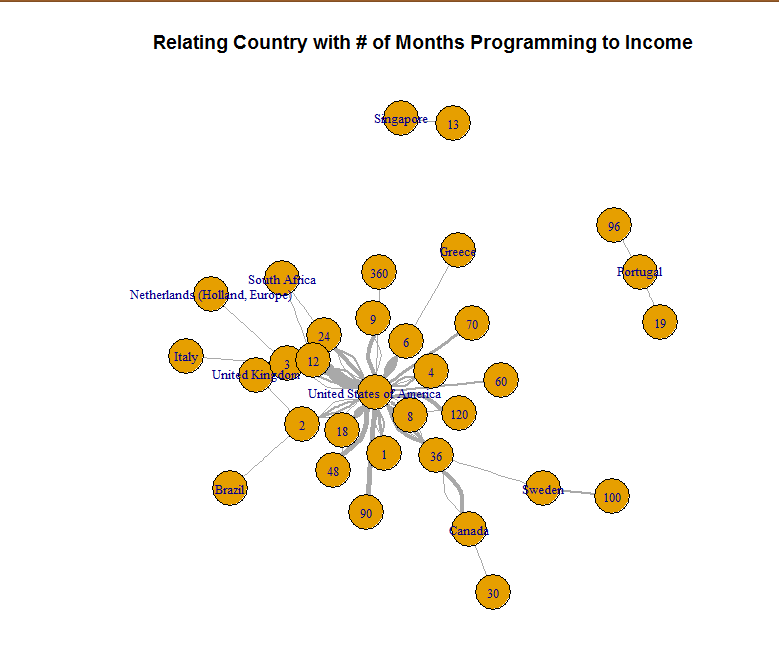 Relating Country with # of Months Programming to Income
Singapore
13
96
Greece
Portugal
360
South Africa
Netherlands (Holland, Europe)
9
70
19
24
6
Italy
3
12
4
United Kingdom
60
United States of America
8
120
2
18
1
36
48
Brazil
Sweden
100
90
Canada
30